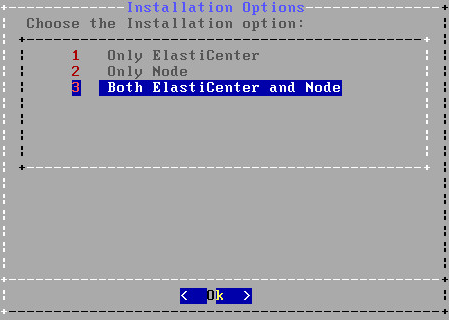 Installation Options
Choose the Installation option:
1 Only ElastiCenter
2 Only Node
3 Both ElastiCenter and Node
< Ok >